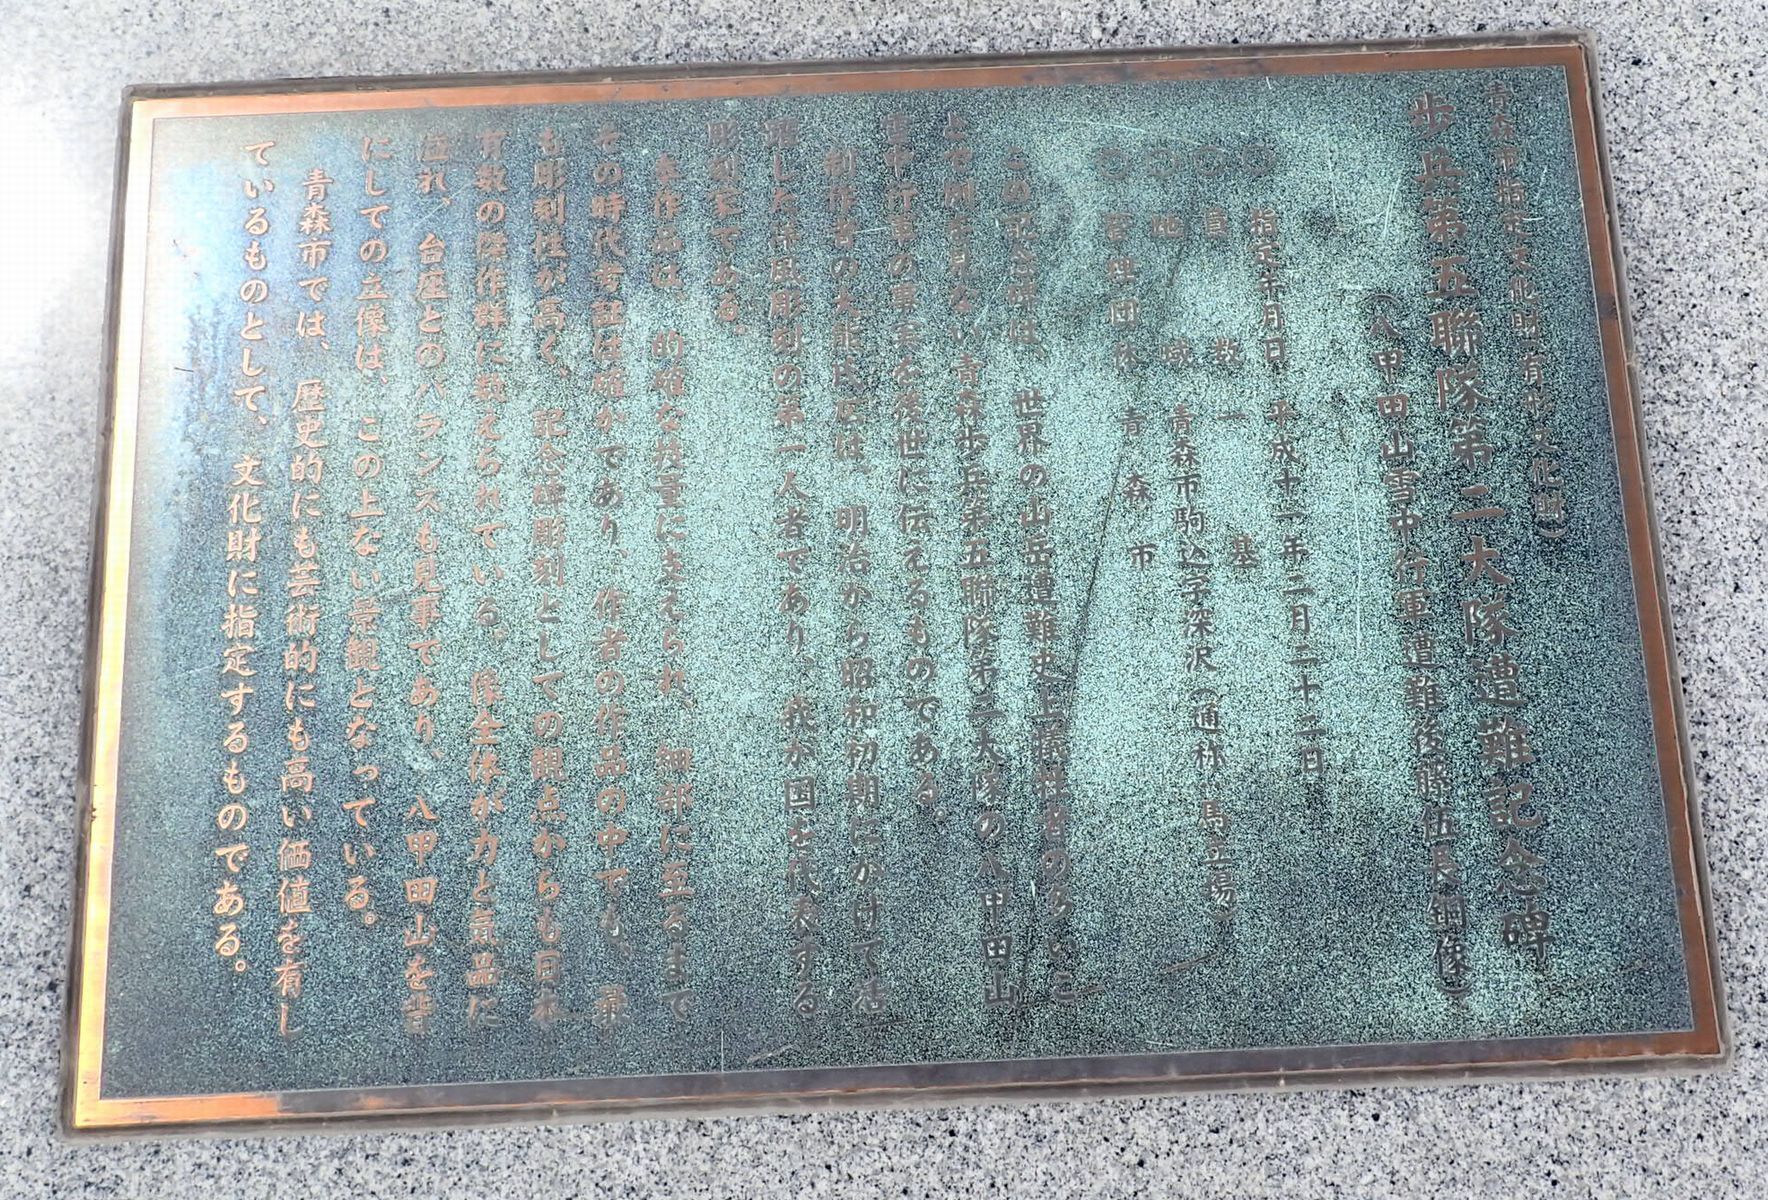 青森市指定文化財(有形文化財)
歩兵第五聯隊第二大隊遭難記念碑
(八甲田山雪中行軍遭難後藤伍長銅像)
◎指定年月日 平成十一年二月二十二日
◎員数 一基
◎地域 青森市駒込字深沢(通称 馬立場)
◎管理団体 青森市
この記念碑は、世界の山岳遭難史上犠牲者の多いこ
とで例を見ない青森歩兵第五聯隊第二大隊の八甲田山
雪中行軍の事実を後世に伝えるものである。
制作者の大熊氏廣は、明治から昭和初期にかけて活
躍した洋風彫刻の第一人者であり、我が国を代表する
彫刻家である。
本作品は、的確な技量に支えられ、細部に至るまで
その時代考証は確かであり、作者の作品の中でも、最
も彫刻性が高く、記念碑彫刻としての観点からも日本
有数の傑作群に数えられている。像全体が力と気品に
溢れ、台座とのバランスも見事であり、八甲田山を背
にしての立像は、この上ない景観となっている。
青森市では、歴史的にも芸術的にも高い価値を有し
ているものとして、文化財に指定するものである。